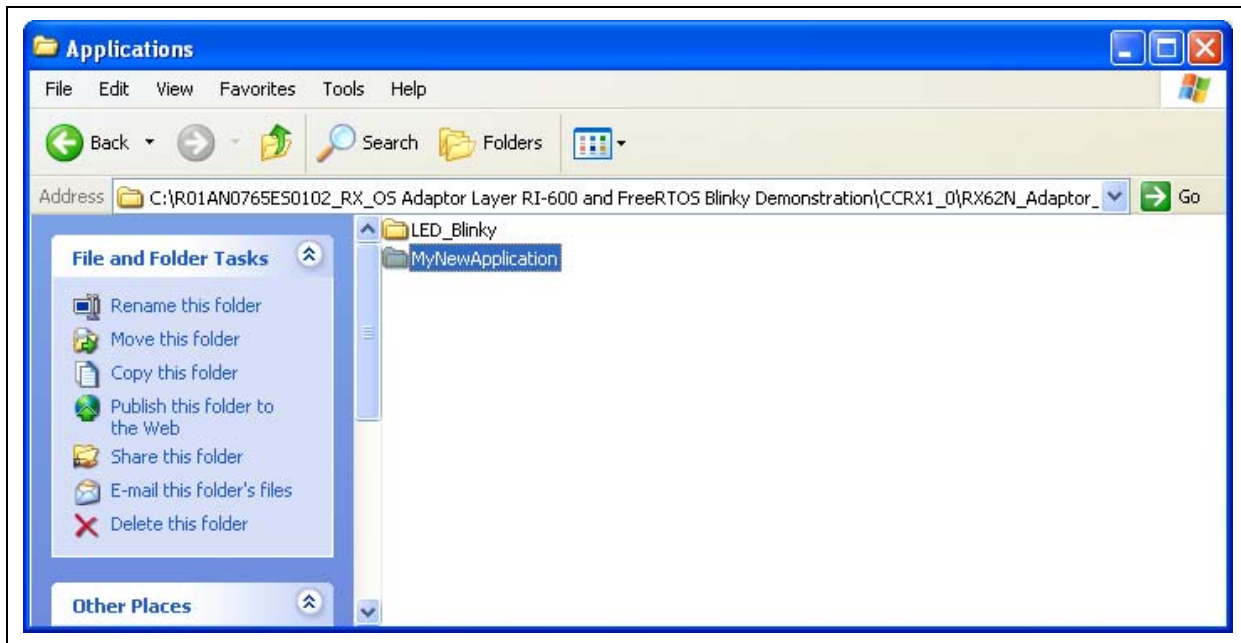 Applications
File Edit View Favorites Tools Help
Back Search Folders
Address C:\R01AN0765ES0102_RX_OS Adaptor Layer RI-600 and FreeRTOS Blinky Demonstration\CCRX1_0\RX62N_Adaptor_ Go
File and Folder Tasks
Rename this folder
Move this folder
Copy this folder
Publish this folder to
the Web
Share this folder
E-mail this folder's files
Delete this folder
Other Places
LED_Blinky
MyNewApplication